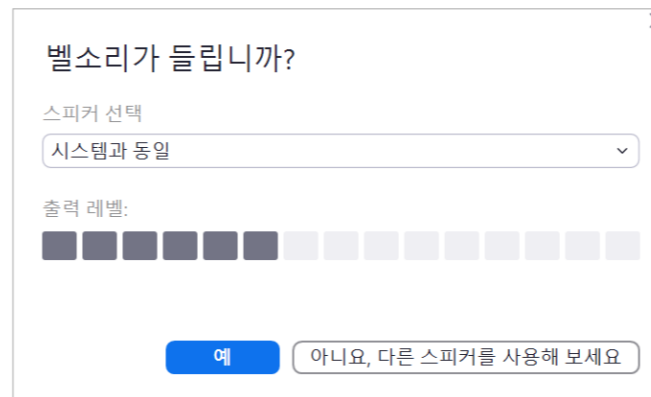 벨소리가 들립니까?
스피커 선택
시스템과 동일
출력 레벨:
예
아니요, 다른 스피커를 사용해 보세요